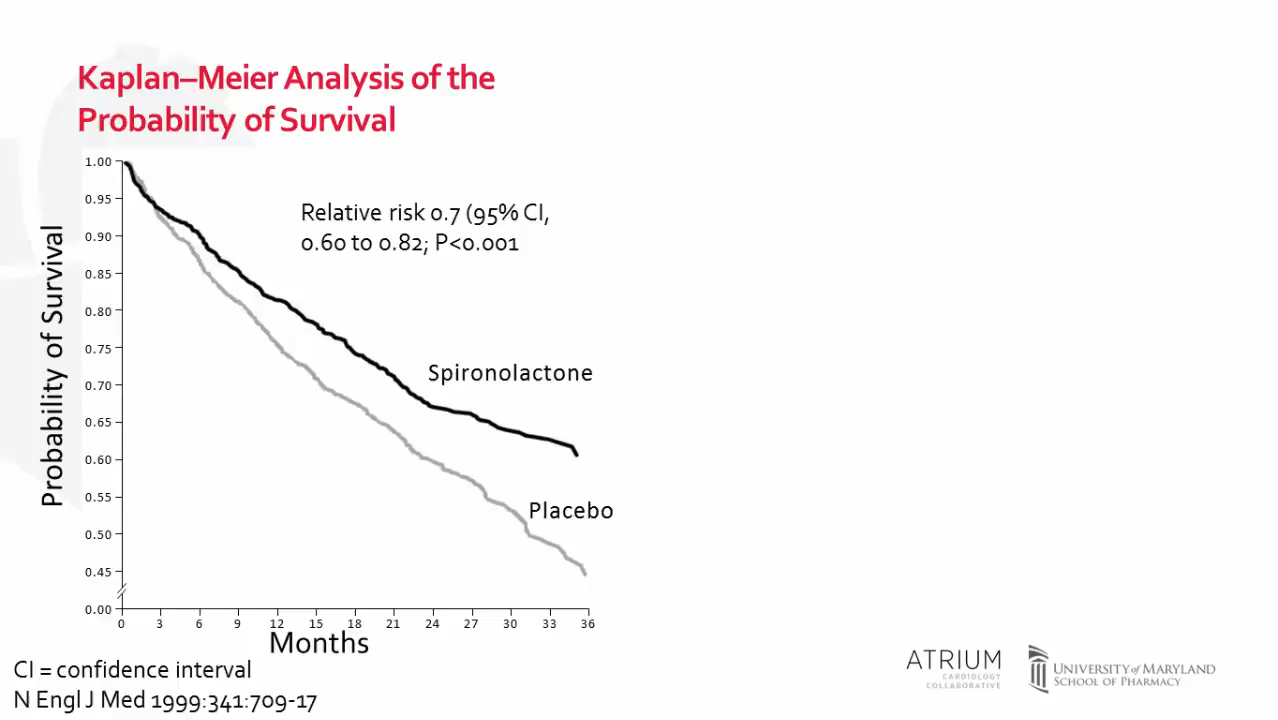 Kaplan–Meier Analysis of the
Probability of Survival
Probability of Survival
1.00
0.95
0.90
0.85
0.80
0.75
0.70
0.65
0.60
0.55
0.50
0.45
0.00
Relative risk 0.7 (95% CI,
0.60 to 0.82; P<0.001
Spironolactone
Placebo
0 3 6 9 12 15 18 21 24 27 30 33 36
Months
CI = confidence interval
N Engl J Med 1999:341:709-17
ATRIUM
CARDIOLOGY
COLLABORATIVE
UNIVERSITY of MARYLAND
SCHOOL OF PHARMACY